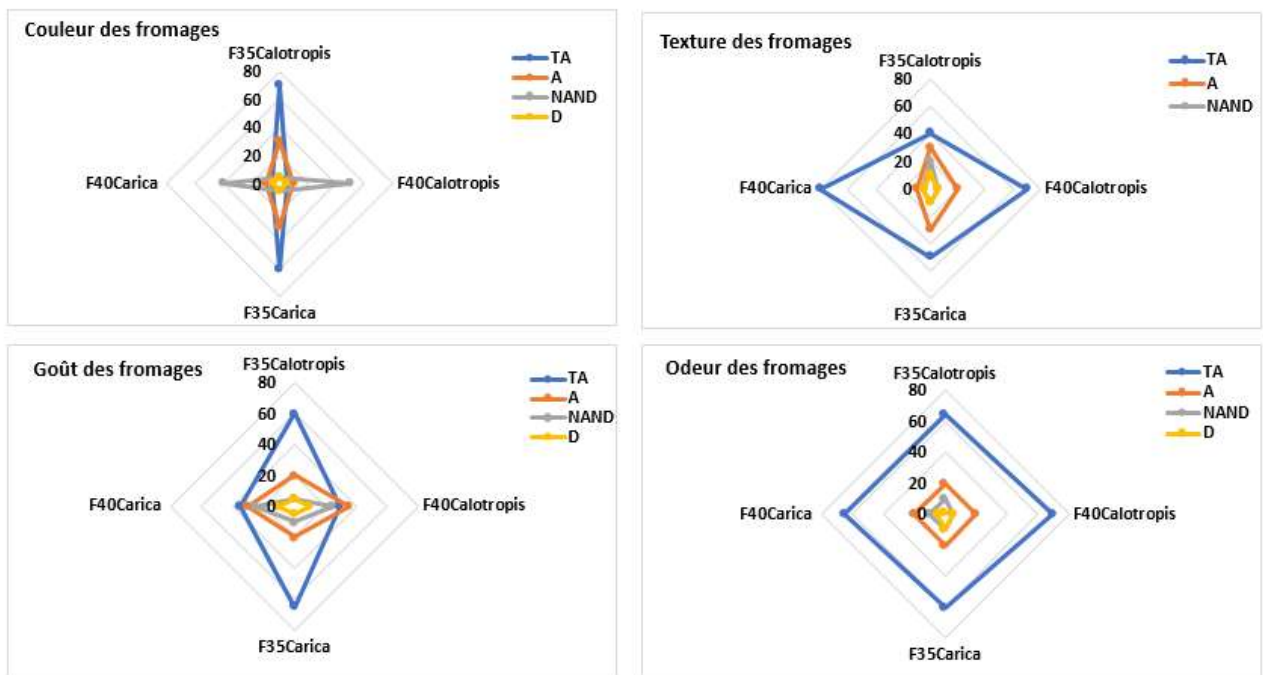 Couleur des fromages
F35Calotropis
TA
A
NAND
D
80
60
40
20
0
F40Carica
F40Calotropis
F35Carica
Texture des fromages
F35Calotropis
TA
A
NAND
80
60
40
20
0
F40Carica
F40Calotropis
F35Carica
Goût des fromages
F35Calotropis
TA
A
NAND
D
80
60
40
20
0
F40Carica
F40Calotropis
F35Carica
Odeur des fromages
F35Calotropis
TA
A
NAND
D
80
60
40
20
0
F40Carica
F40Calotropis
F35Carica